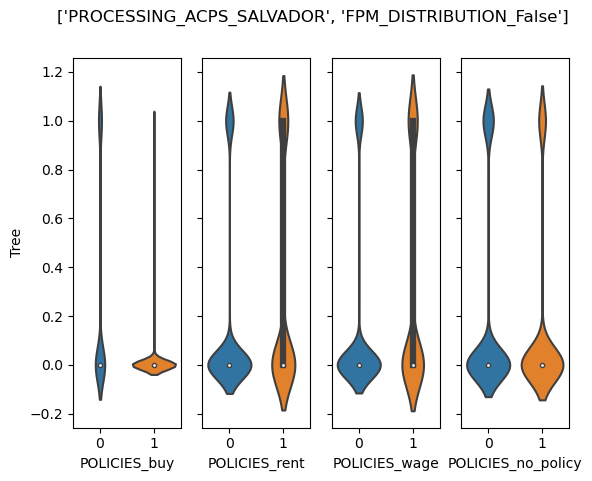 ['PROCESSING_ACPS_SALVADOR', 'FPM_DISTRIBUTION_False']
Tree
1.2
1.0
0.8
0.6
0.4
0.2
0.0
−0.2
0 1 0 1 0 1 0 1
POLICIES_buy POLICIES_rent POLICIES_wage POLICIES_no_policy